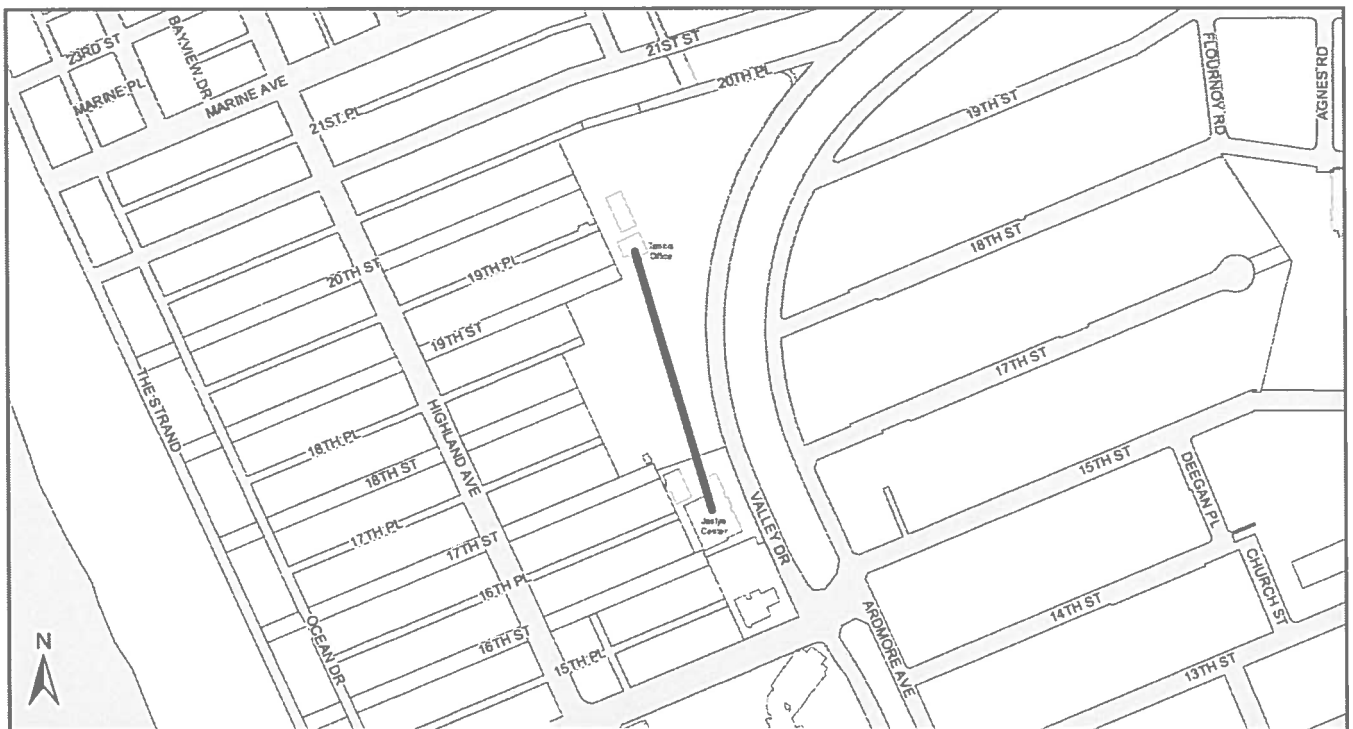 23RD ST
BAYVIEW DR
MARINE PL
MARINE AVE
21ST PL
21ST ST
20TH PL
FLOURNOY RD
AGNES RD
19TH ST
18TH ST
Office
20TH ST
19TH PL
19TH ST
17TH ST
THE STRAND
HIGHLAND AVE
18TH PL
18TH ST
15TH ST
DEEGAN PL
17TH PL
17TH ST
Joslyn
Center
VALLEY DR
16TH PL
CHURCH ST
14TH ST
ARDMORE AVE
N
OCEAN DR
16TH ST
15TH PL
13TH ST